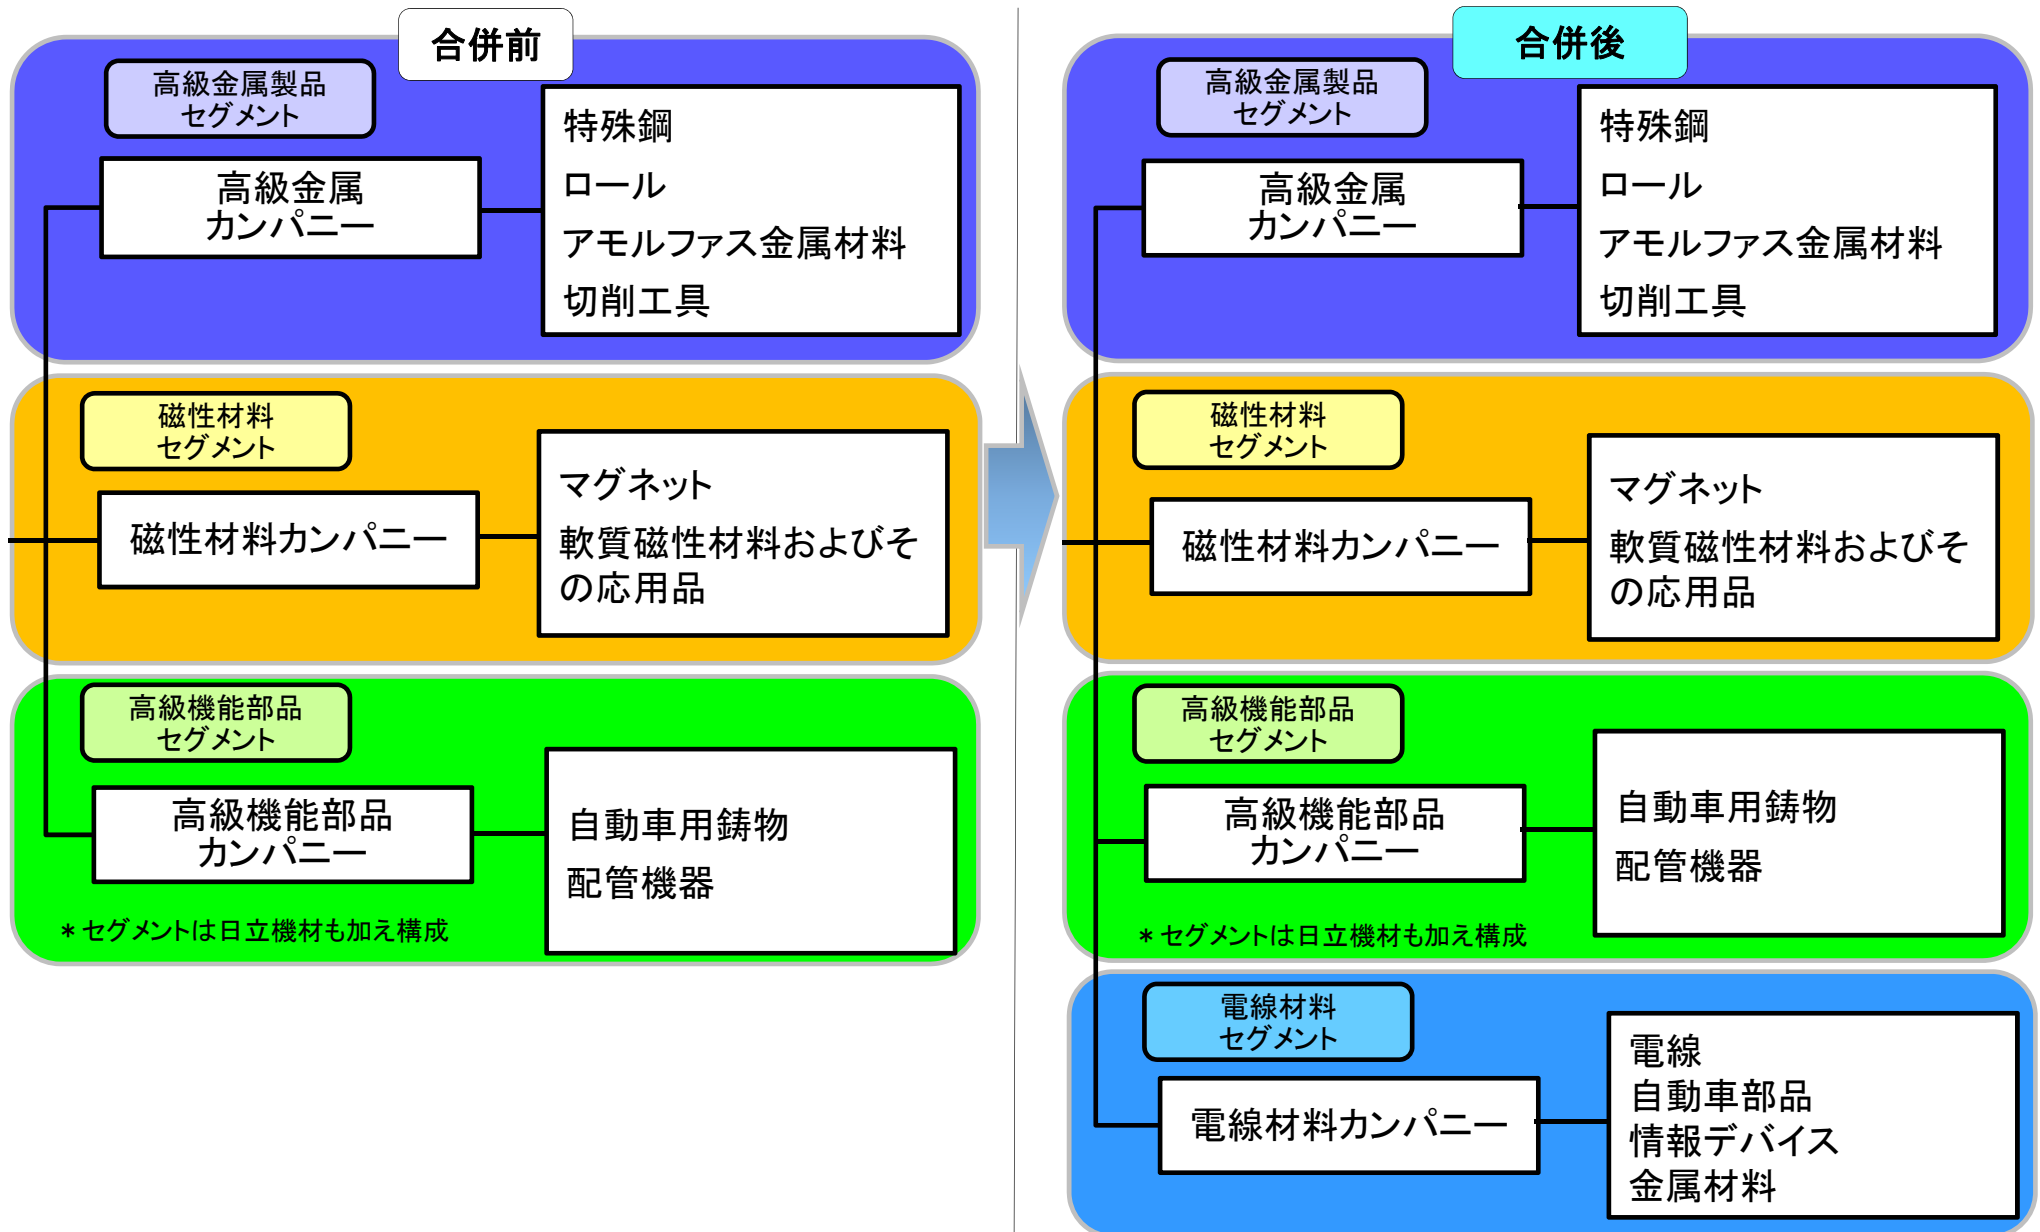 合併前
高級金属製品
セグメント
高級金属
カンパニー
特殊鋼
ロール
アモルファス金属材料
切削工具
磁性材料
セグメント
磁性材料カンパニー
マグネット
軟質磁性材料およびそ
の応用品
高級機能部品
セグメント
高級機能部品
カンパニー
自動車用鋳物
配管機器
＊セグメントは日立機材も加え構成
合併後
高級金属製品
セグメント
高級金属
カンパニー
特殊鋼
ロール
アモルファス金属材料
切削工具
磁性材料
セグメント
磁性材料カンパニー
マグネット
軟質磁性材料およびそ
の応用品
高級機能部品
セグメント
高級機能部品
カンパニー
自動車用鋳物
配管機器
＊セグメントは日立機材も加え構成
電線材料
セグメント
電線材料カンパニー
電線
自動車部品
情報デバイス
金属材料